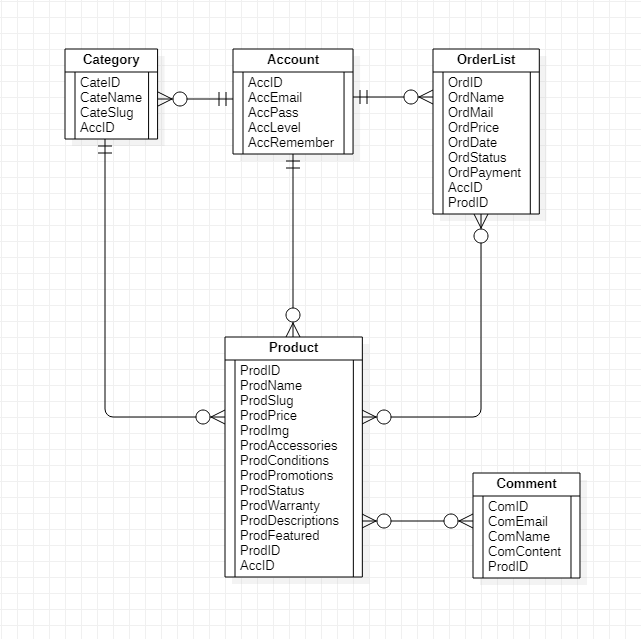 Category
CateID
CateName
CateSlug
AccID
Account
AccID
AccEmail
AccPass
AccLevel
AccRemember
OrderList
OrdID
OrdName
OrdMail
OrdPrice
OrdDate
OrdStatus
OrdPayment
AccID
ProdID
Product
ProdID
ProdName
ProdSlug
ProdPrice
ProdImg
ProdAccessories
ProdConditions
ProdPromotions
ProdStatus
ProdWarranty
ProdDescriptions
ProdFeatured
ProdID
AccID
Comment
ComID
ComEmail
ComName
ComContent
ProdID